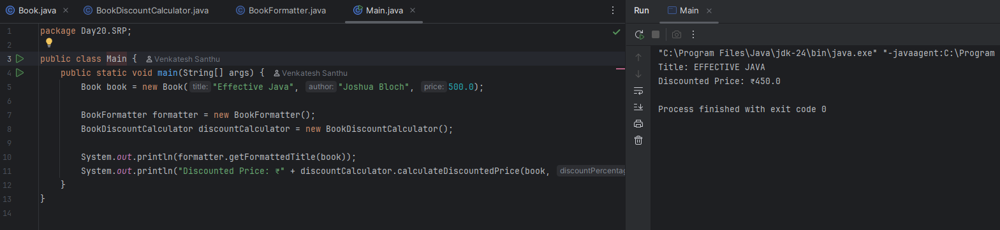 Book.java
BookDiscountCalculator.java
BookFormatter.java
Main.java
1 package Day20.SRP;
2
3 public class Main { Venkatesh Santhu
4 public static void main(String[] args) { Venkatesh Santhu
5 Book book = new Book( title: "Effective Java", author: "Joshua Bloch", price: 500.0);
6
7 BookFormatter formatter = new BookFormatter();
8 BookDiscountCalculator discountCalculator = new BookDiscountCalculator();
9
10 System.out.println(formatter.getFormattedTitle(book));
11 System.out.println("Discounted Price: ₹" + discountCalculator.calculateDiscountedPrice(book, discountPercentag
12 }
13 }
14
Run
Main
"C:\Program Files\Java\jdk-24\bin\java.exe" "-javaagent:C:\Program
Title: EFFECTIVE JAVA
Discounted Price: ₹450.0
Process finished with exit code 0